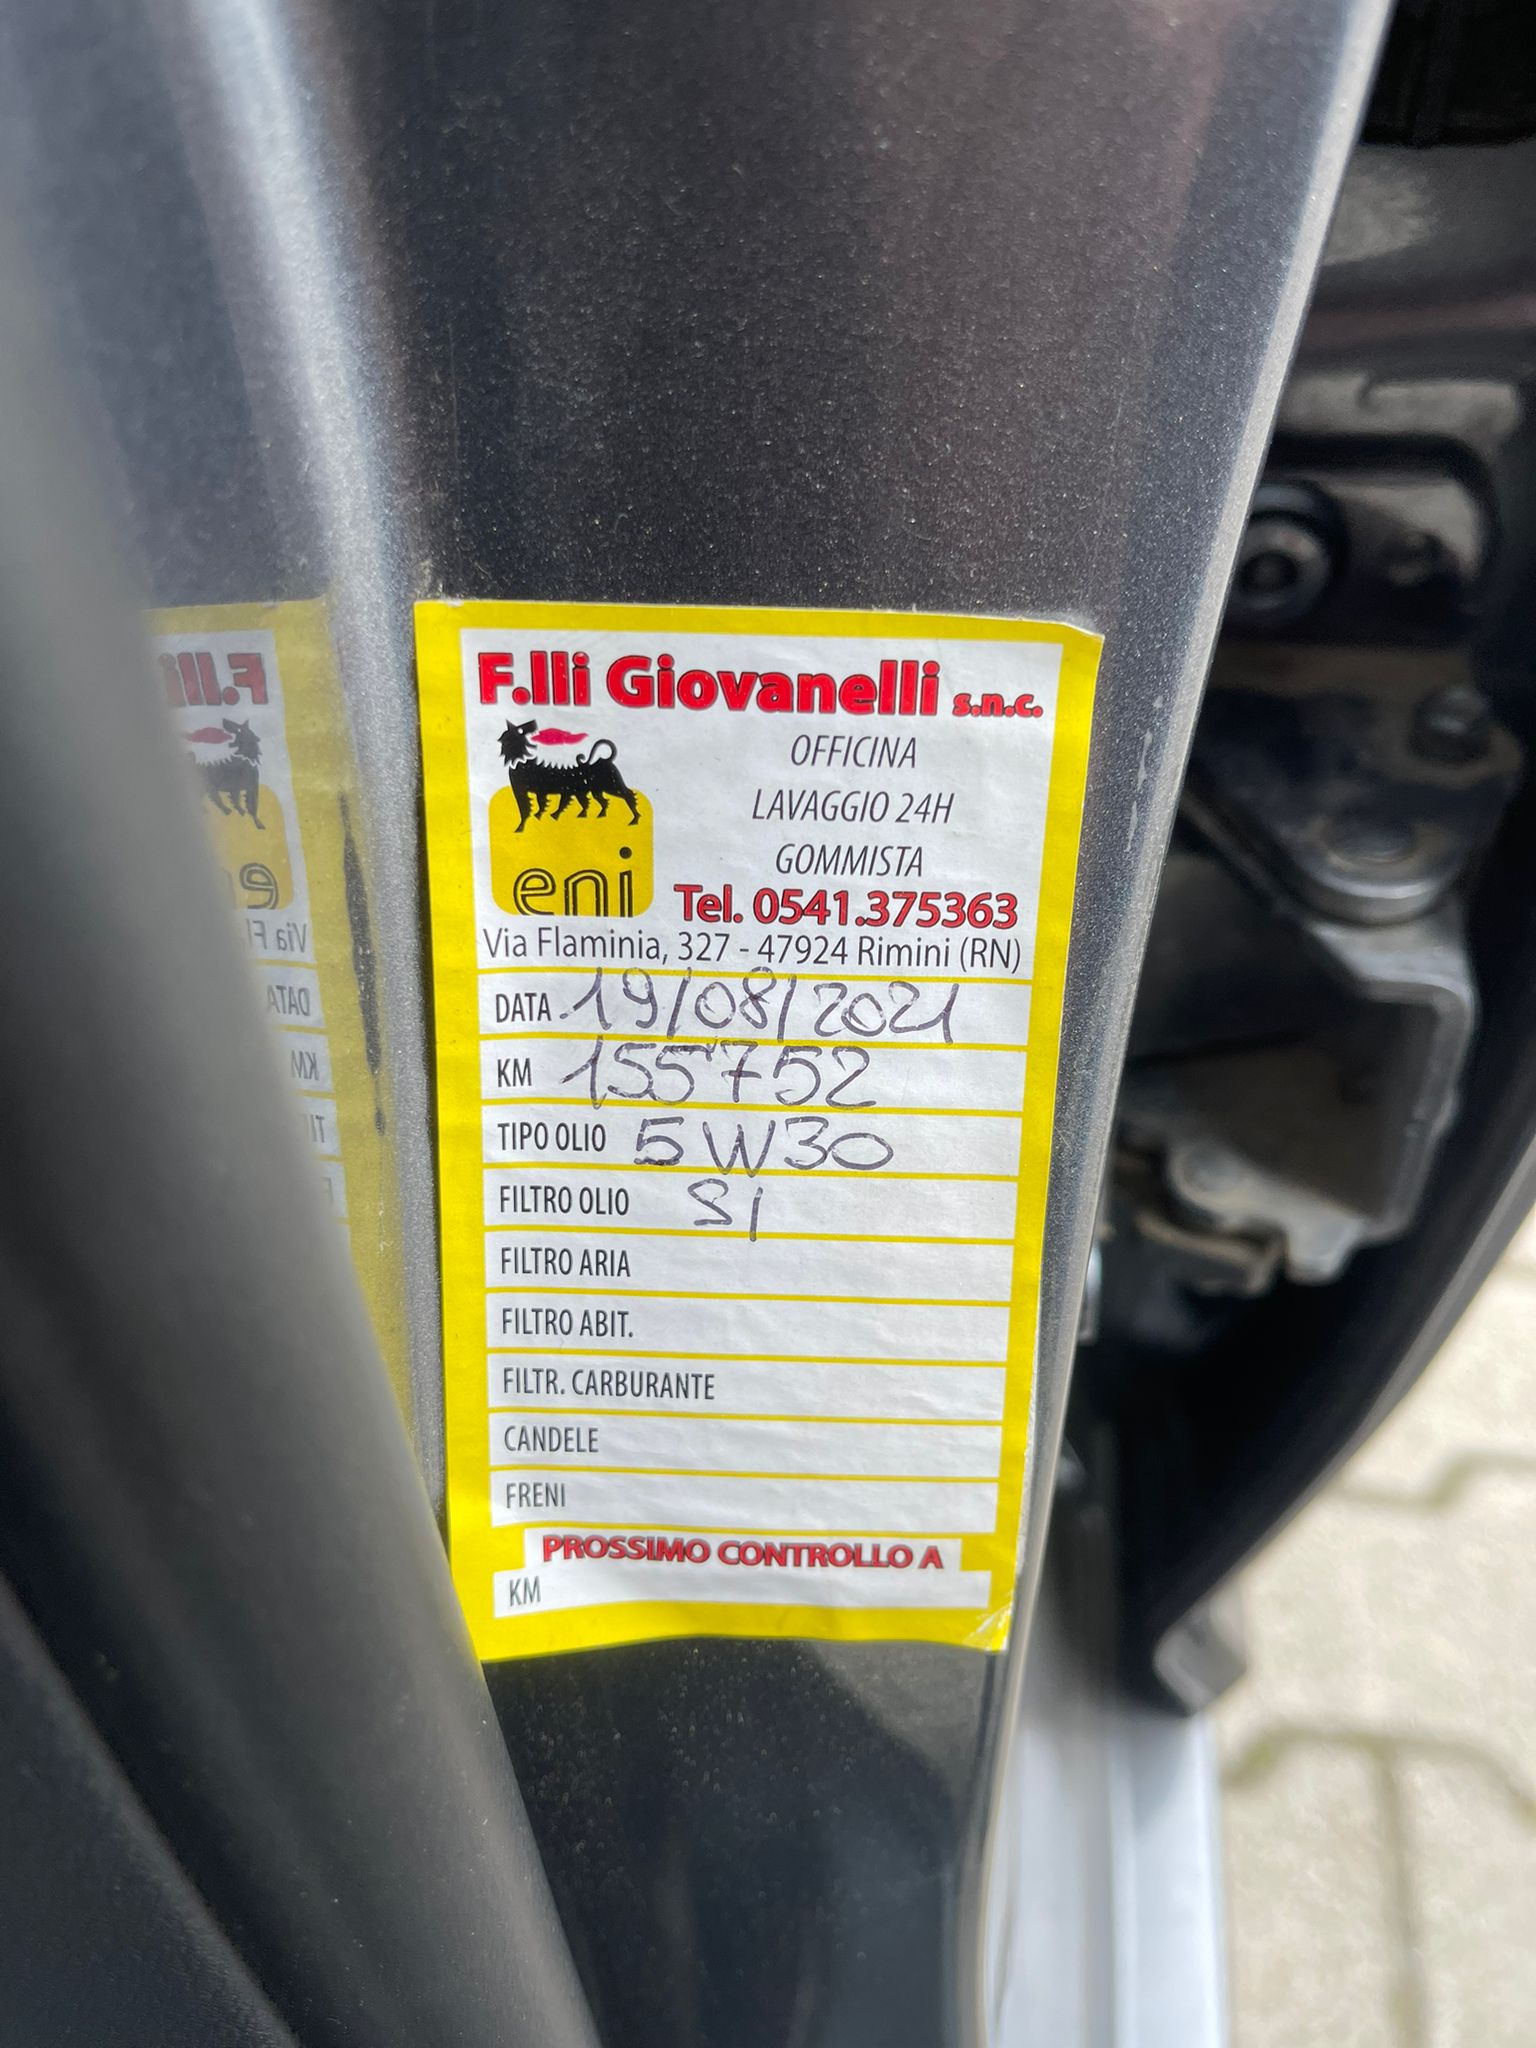 F.lli Giovanelli s.n.c.
OFFICINA
LAVAGGIO 24H
GOMMISTA
eni
Tel. 0541.375363
Via Flaminia, 327 - 47924 Rimini (RN)
DATA 19/08/2021
KM 155752
TIPO OLIO 5W30
FILTRO OLIO SI
FILTRO ARIA
FILTRO ABIT.
FILTR. CARBURANTE
CANDELE
FRENI
PROSSIMO CONTROLLO A
KM